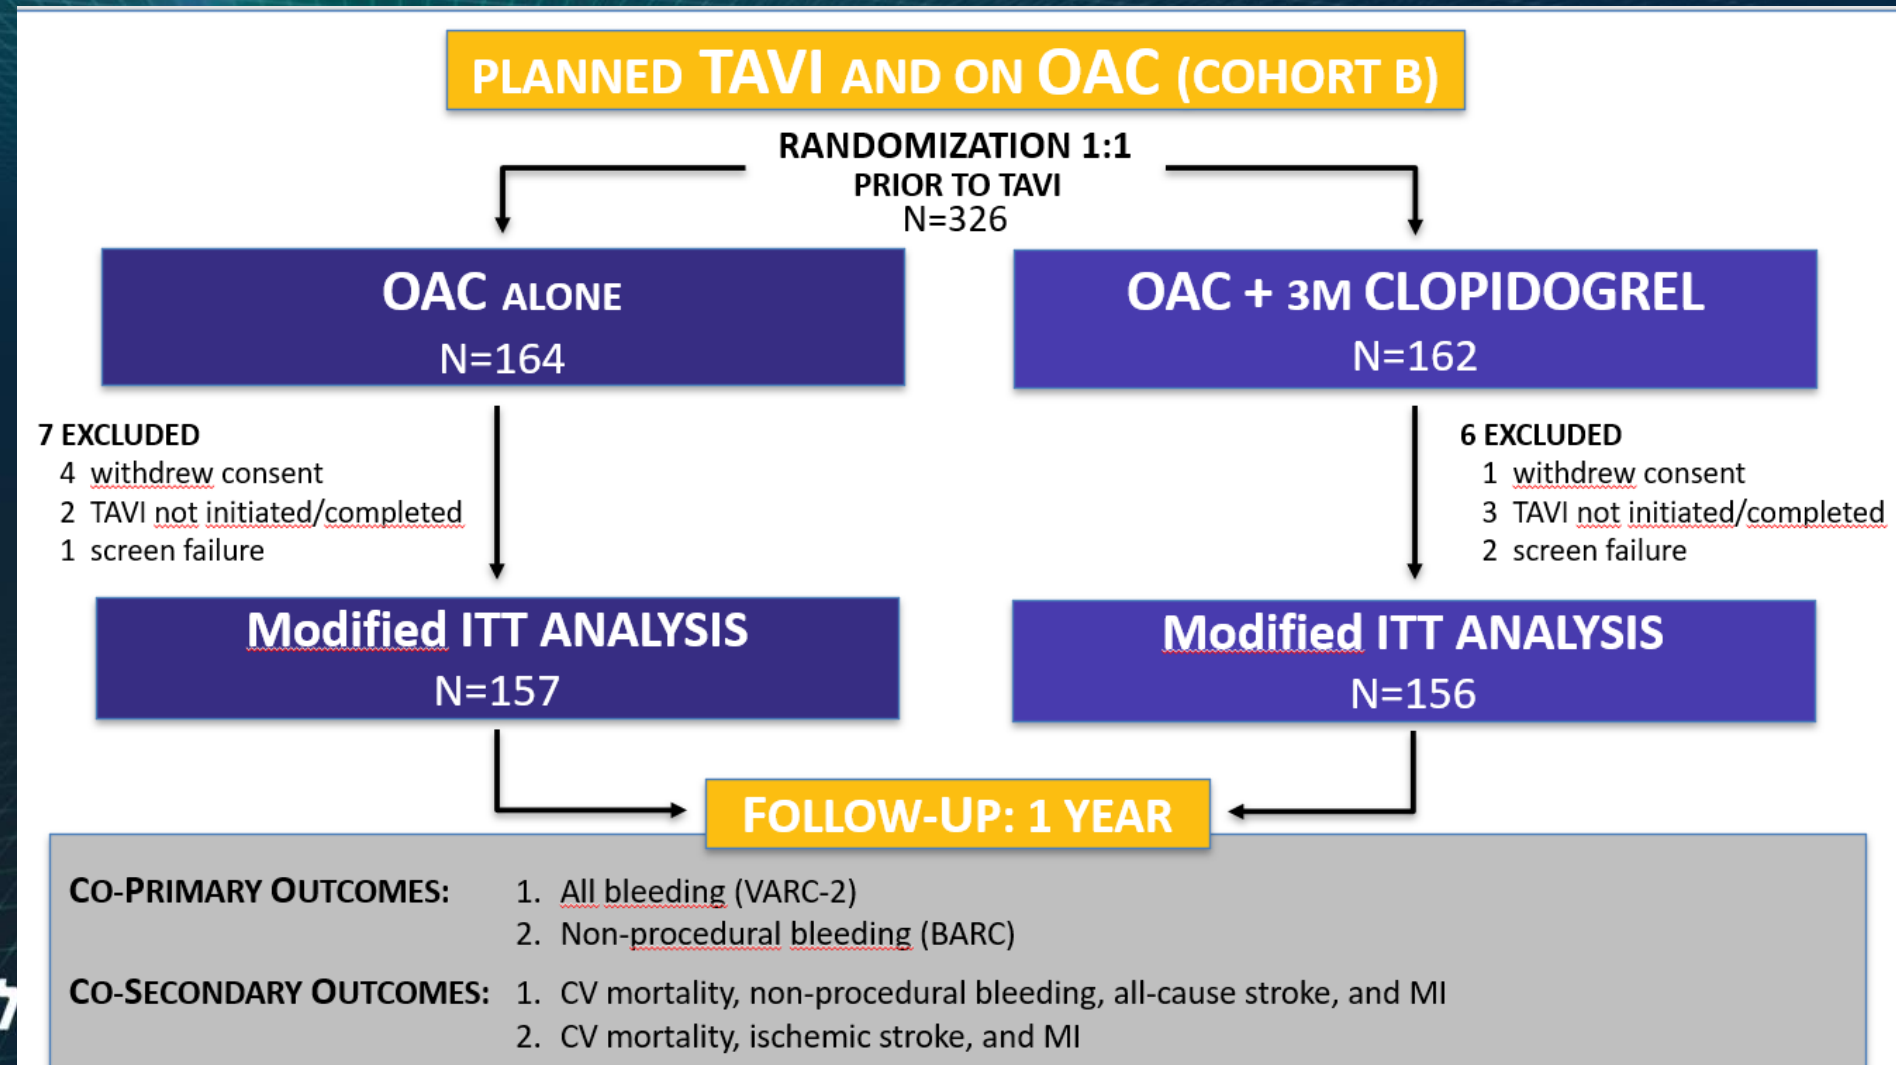 PLANNED TAVI AND ON OAC (COHORT B)
RANDOMIZATION 1:1
PRIOR TO TAVI
N=326
OAC ALONE
N=164
OAC + 3M CLOPIDOGREL
N=162
7 EXCLUDED
4 withdrew consent
2 TAVI not initiated/completed
1 screen failure
6 EXCLUDED
1 withdrew consent
3 TAVI not initiated/completed
2 screen failure
Modified ITT ANALYSIS
N=157
Modified ITT ANALYSIS
N=156
FOLLOW-UP: 1 YEAR
CO-PRIMARY OUTCOMES: 1. All bleeding (VARC-2)
2. Non-procedural bleeding (BARC)
CO-SECONDARY OUTCOMES: 1. CV mortality, non-procedural bleeding, all-cause stroke, and MI
2. CV mortality, ischemic stroke, and MI